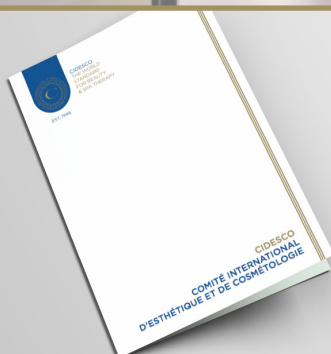 CIDESCO
THE WORLD
STANDARD
FOR BEAUTY
& SPA THERAPY
EST. 1946
CIDESCO
COMITÉ INTERNATIONAL
D'ESTHÉTIQUE ET DE COSMÉTOLOGIE